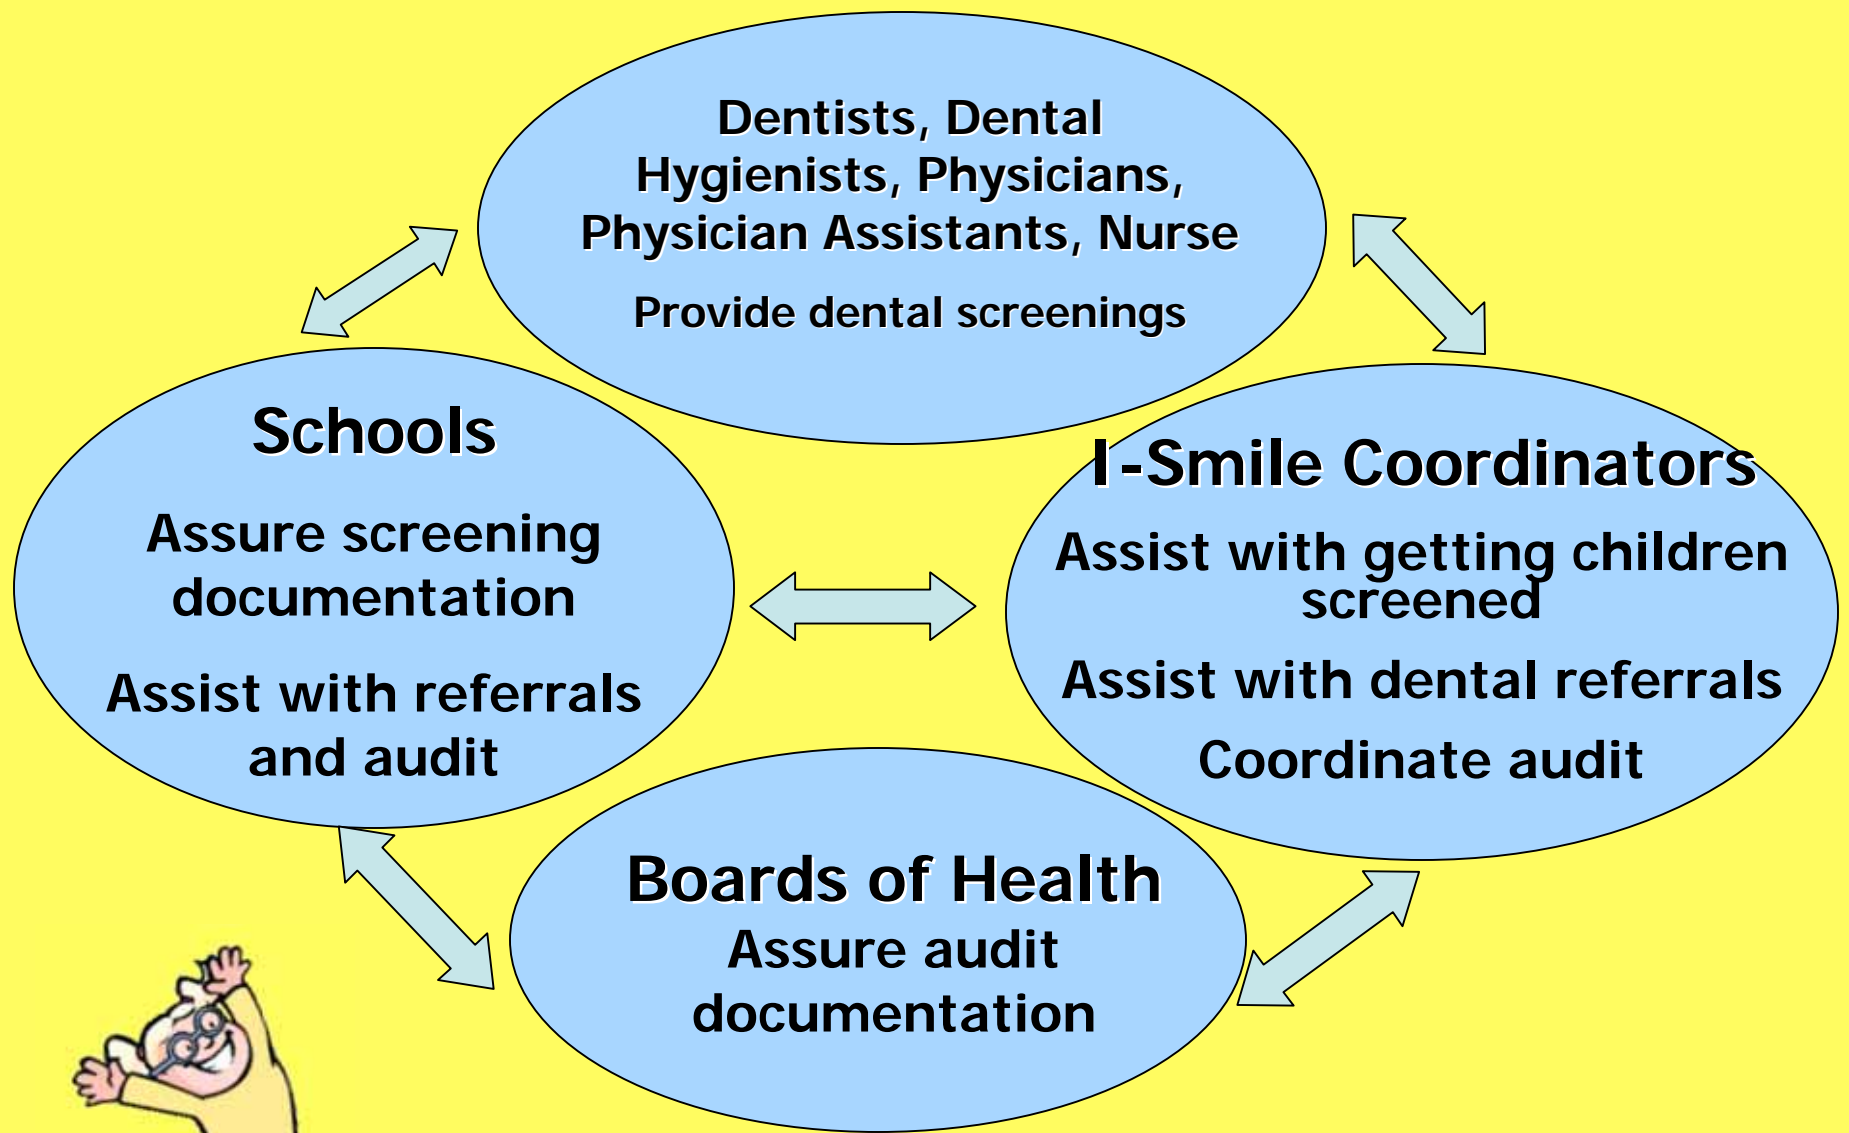 Dentists, Dental
Hygienists, Physicians,
Physician Assistants, Nurse
Provide dental screenings
Schools
Assure screening
documentation
Assist with referrals
and audit
I-Smile Coordinators
Assist with getting children
screened
Assist with dental referrals
Coordinate audit
Boards of Health
Assure audit
documentation